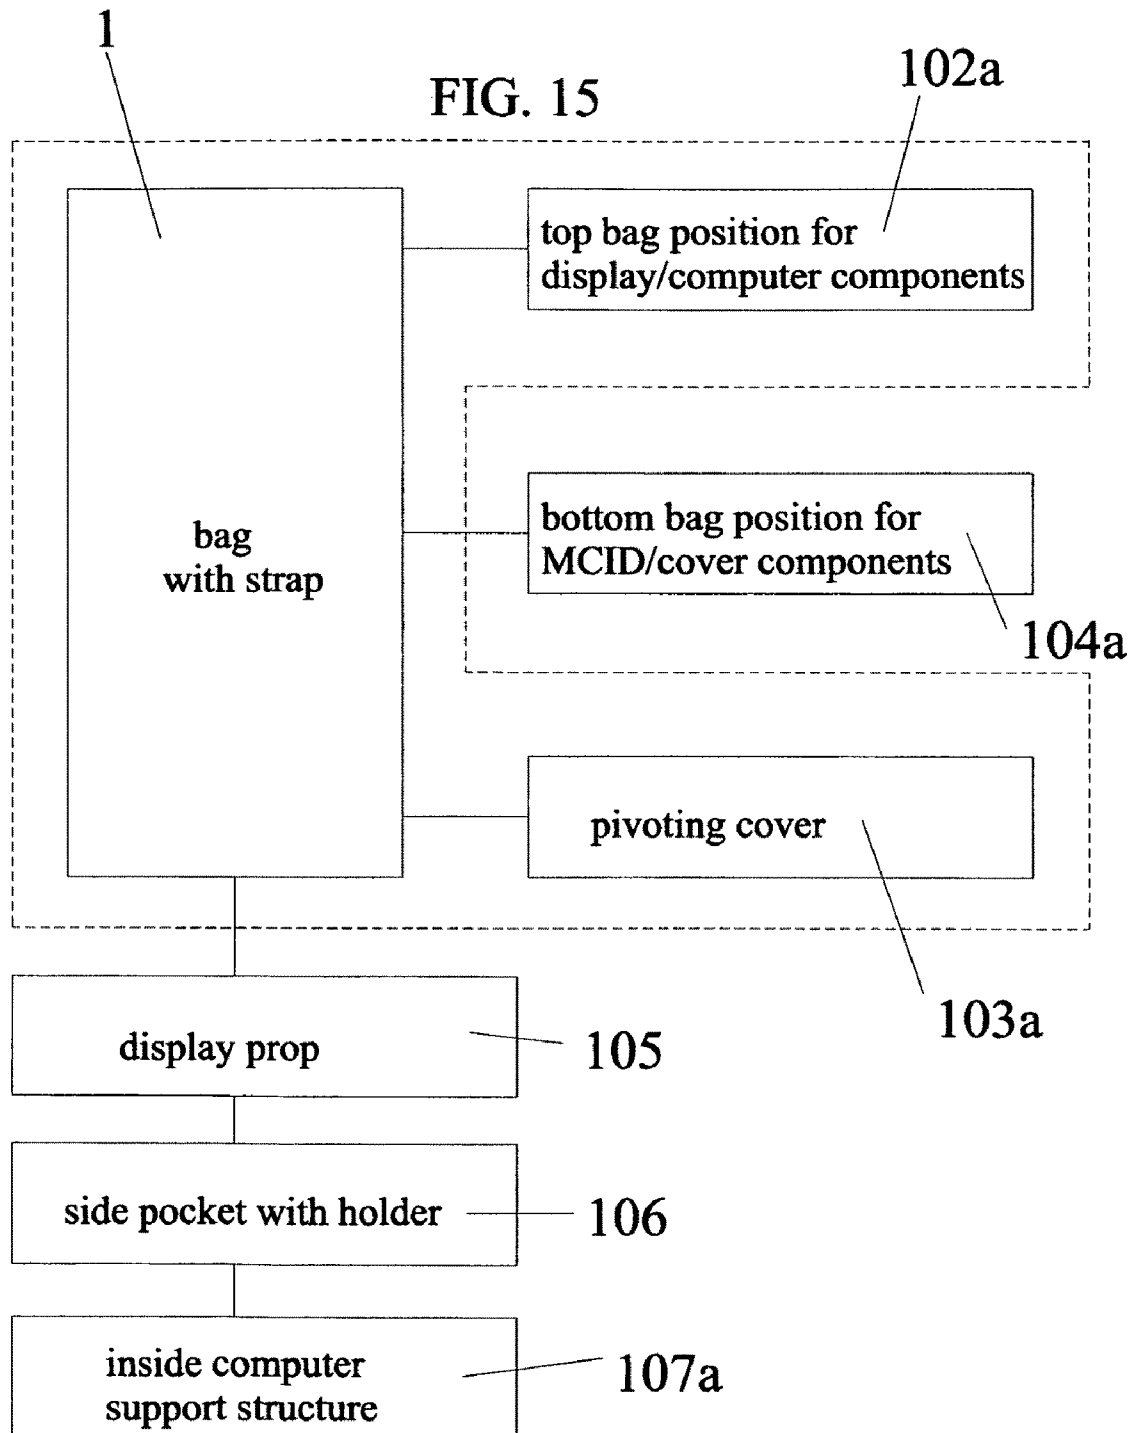 1
FIG. 15
102a
top bag position for
display/computer components
bag
with strap
bottom bag position for
MCID/cover components
104a
pivoting cover
103a
display prop
105
side pocket with holder
106
inside computer
support structure
107a